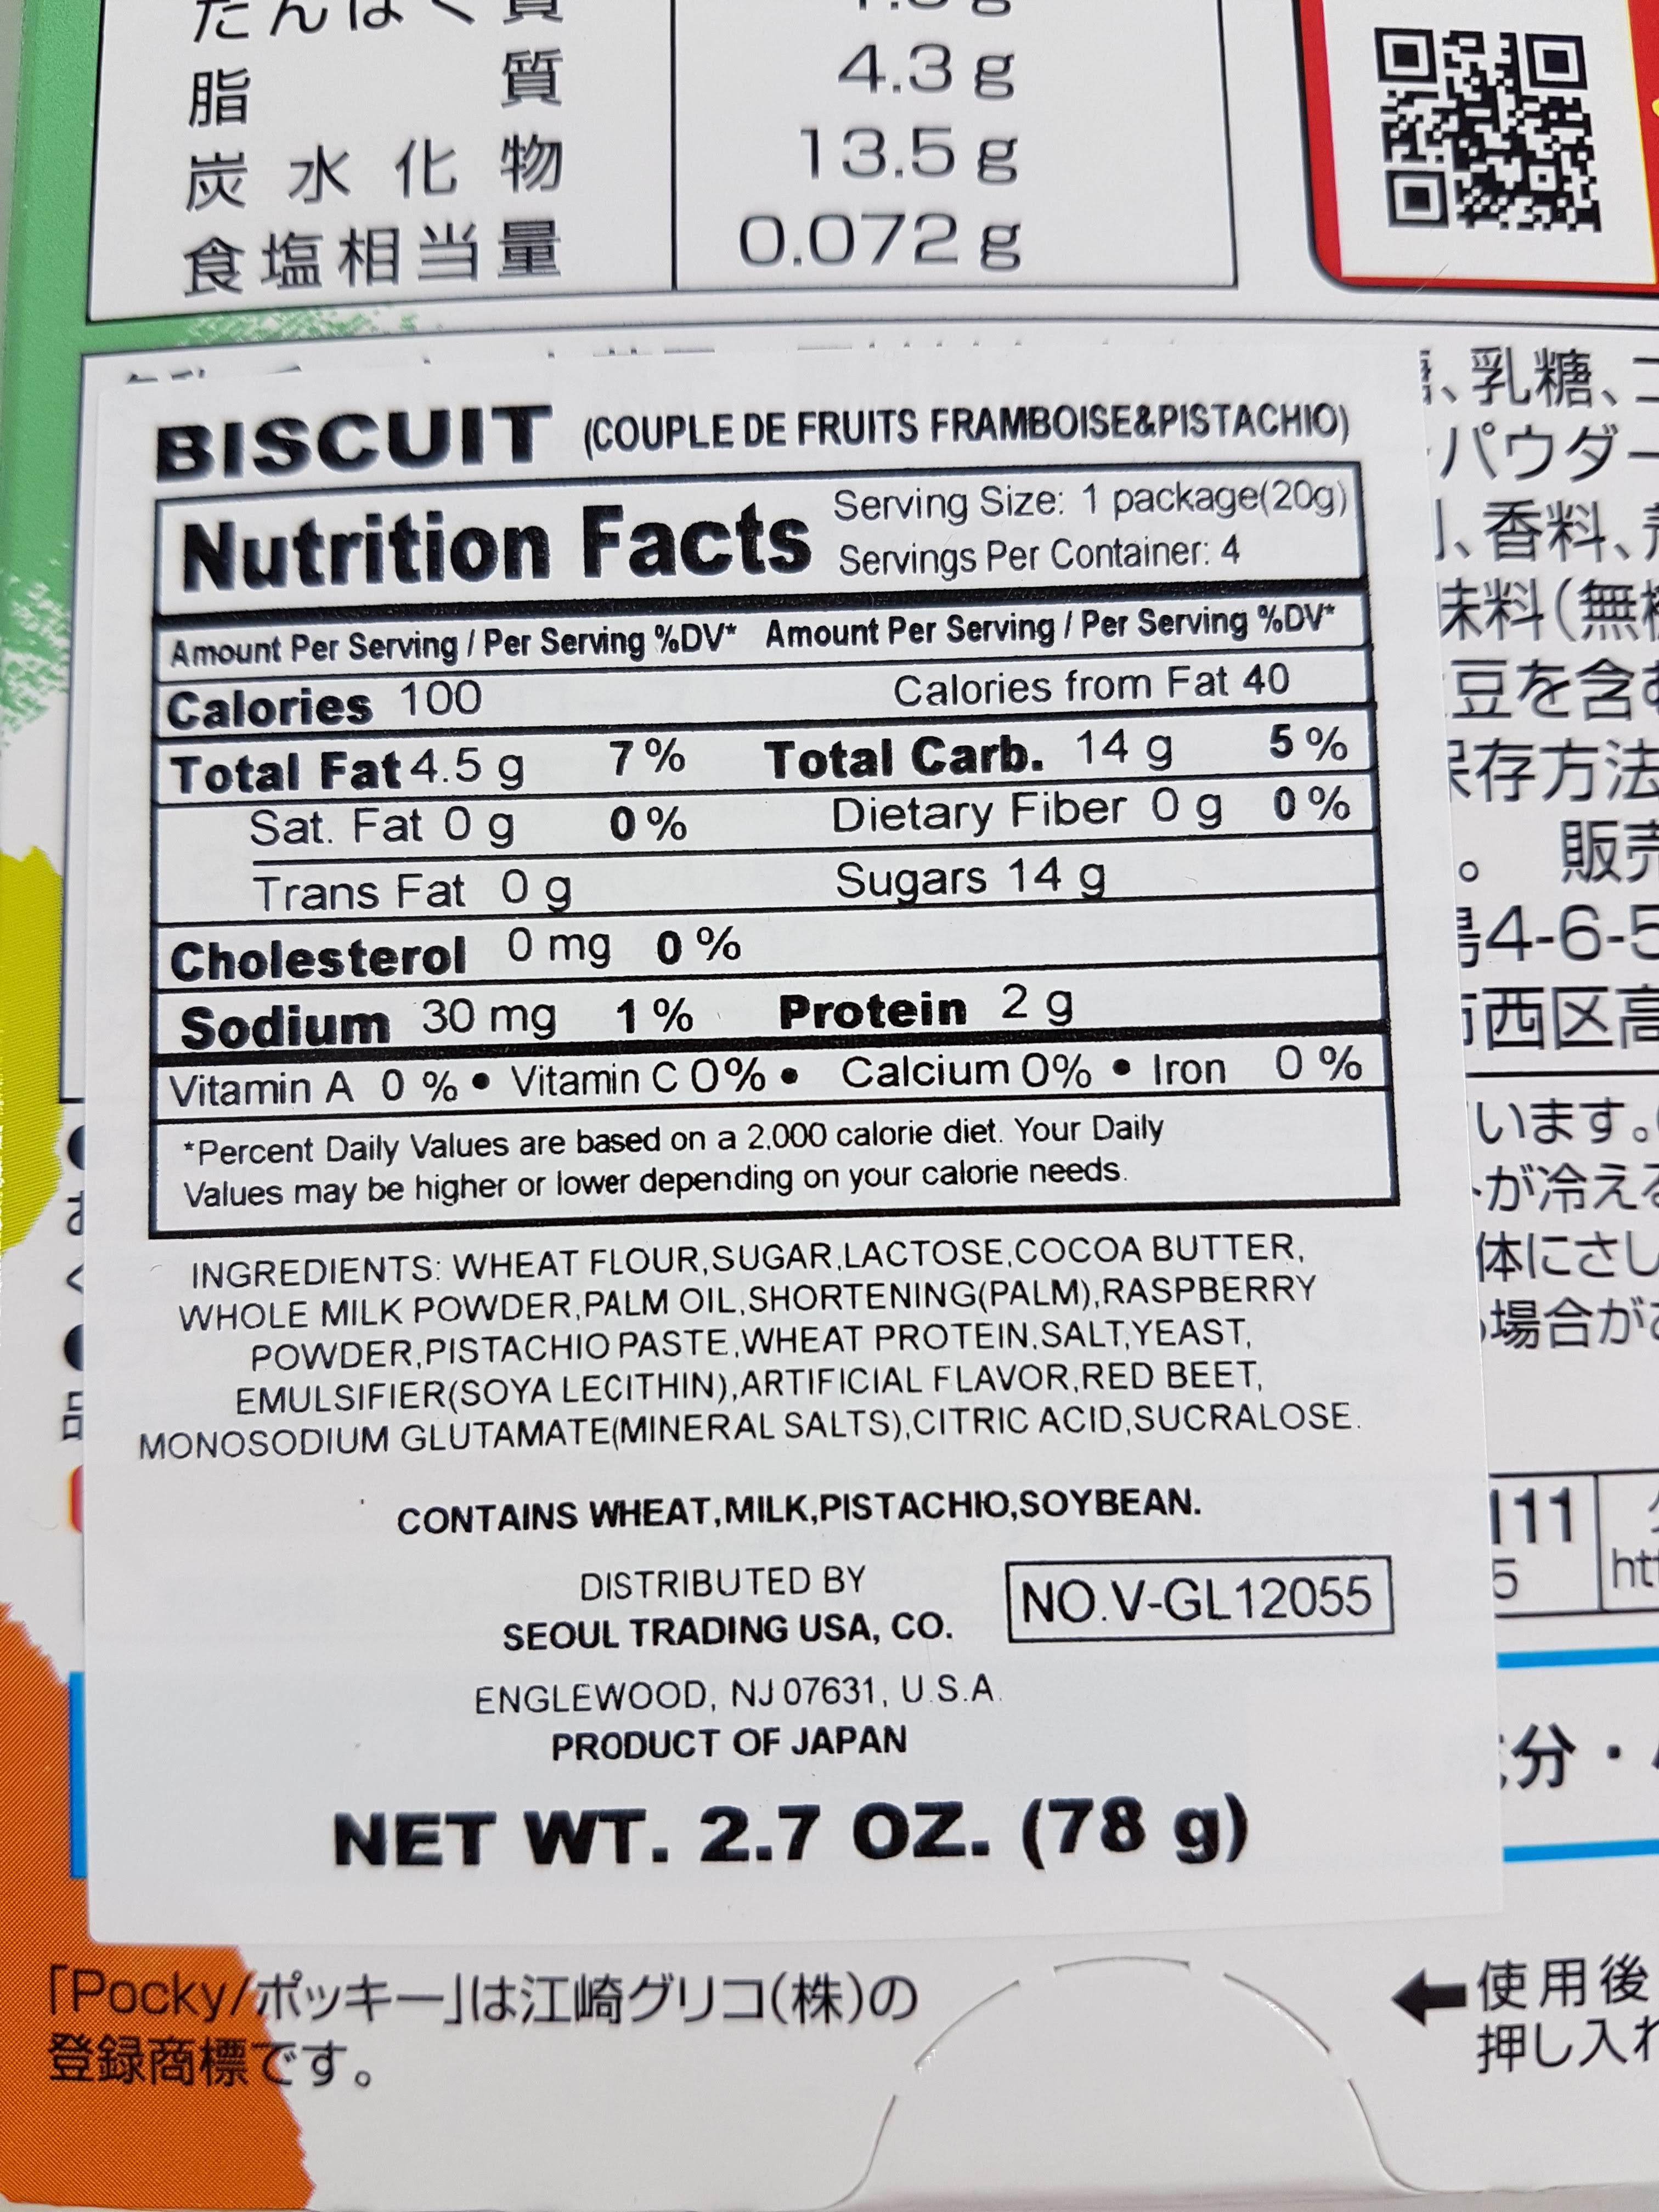 たんぱく質
脂質 4.3 g
炭水化物 13.5 g
食塩相当量 0.072 g
、乳糖、
パウダー
、香料、
味料(無
豆を含
存方法
。 販売
4-6-5
西区高
BISCUIT (COUPLE DE FRUITS FRAMBOISE&PISTACHIO)
Nutrition Facts
Serving Size: 1 package(20g)
Servings Per Container: 4
Amount Per Serving / Per Serving %DV* Amount Per Serving / Per Serving %DV*
Calories 100 Calories from Fat 40
Total Fat 4.5 g 7 % Total Carb. 14 g 5 %
Sat. Fat 0 g 0 % Dietary Fiber 0 g 0 %
Trans Fat 0 g Sugars 14 g
Cholesterol 0 mg 0 %
Sodium 30 mg 1 % Protein 2 g
Vitamin A 0 % • Vitamin C 0% • Calcium 0% • Iron 0 %
*Percent Daily Values are based on a 2,000 calorie diet. Your Daily
Values may be higher or lower depending on your calorie needs.
います。
が冷える
体にさし
場合が
INGREDIENTS: WHEAT FLOUR,SUGAR,LACTOSE,COCOA BUTTER,
WHOLE MILK POWDER,PALM OIL,SHORTENING(PALM),RASPBERRY
POWDER,PISTACHIO PASTE,WHEAT PROTEIN.SALT,YEAST,
EMULSIFIER(SOYA LECITHIN),ARTIFICIAL FLAVOR,RED BEET,
MONOSODIUM GLUTAMATE(MINERAL SALTS),CITRIC ACID,SUCRALOSE.
CONTAINS WHEAT,MILK,PISTACHIO,SOYBEAN.
DISTRIBUTED BY
SEOUL TRADING USA, CO.
NO.V-GL12055
ENGLEWOOD, NJ 07631, U.S.A.
PRODUCT OF JAPAN
111
5
htt
分・
NET WT. 2.7 OZ. (78 g)
「Pocky/ポッキー」は江崎グリコ(株)の
登録商標です。
使用後
押し入れ